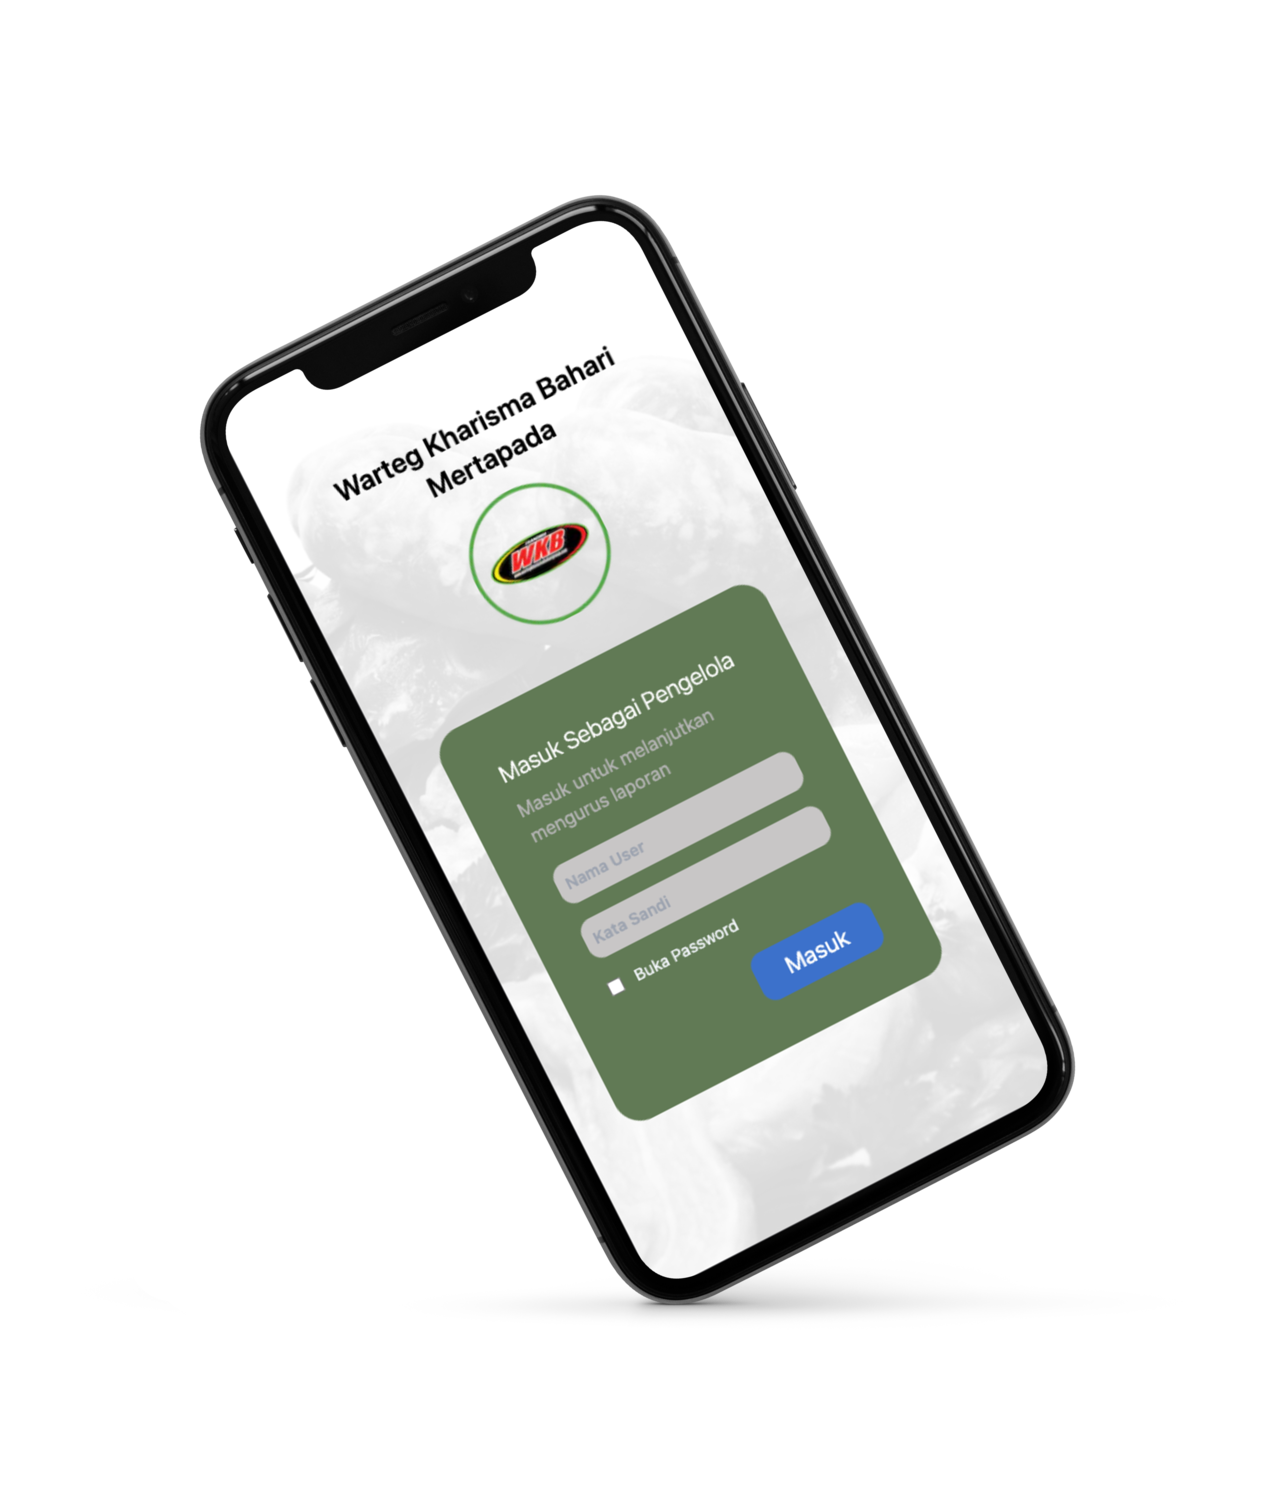 Warteg Kharisma Bahari
Mertapada
WKB
Masuk Sebagai Pengelola
Masuk untuk melanjutkan
mengurus laporan
Nama User
Kata Sandi
Buka Password
Masuk